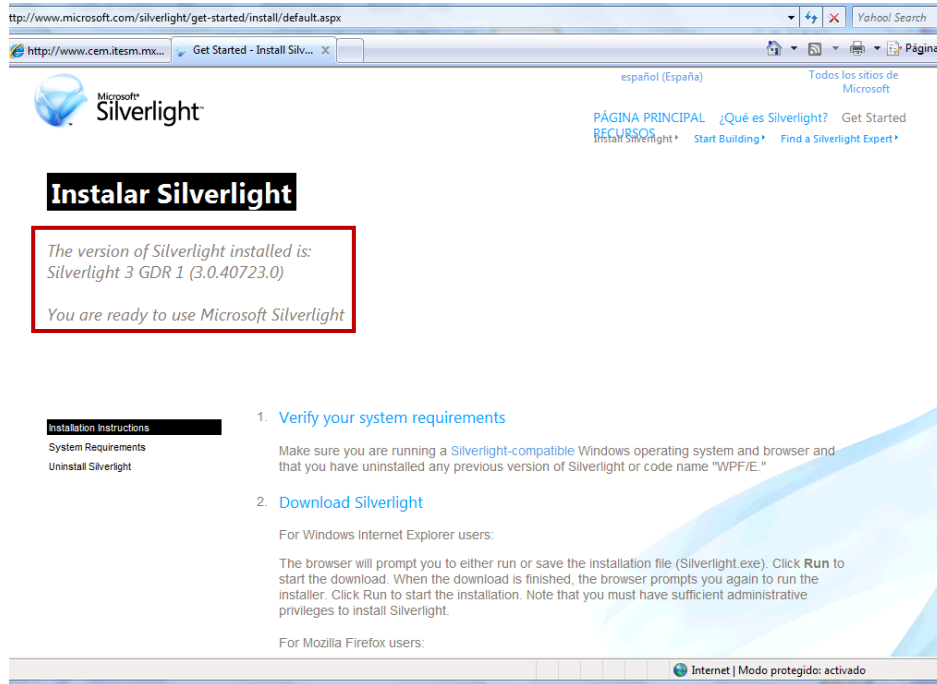 ttp://www.microsoft.com/silverlight/get-started/install/default.aspx
Yahoo! Search
http://www.cem.itesm.mx...
Get Started - Install Silv...
Página
Microsoft®
Silverlight™
español (España)
Todos los sitios de
Microsoft
PÁGINA PRINCIPAL ¿Qué es Silverlight? Get Started
RECURSOS
Install Silverlight Start Building Find a Silverlight Expert
Instalar Silverlight
The version of Silverlight installed is:
Silverlight 3 GDR 1 (3.0.40723.0)
You are ready to use Microsoft Silverlight
Installation Instructions
System Requirements
Uninstall Silverlight
1. Verify your system requirements
Make sure you are running a Silverlight-compatible Windows operating system and browser and
that you have uninstalled any previous version of Silverlight or code name "WPF/E."
2. Download Silverlight
For Windows Internet Explorer users:
The browser will prompt you to either run or save the installation file (Silverlight.exe). Click Run to
start the download. When the download is finished, the browser prompts you again to run the
installer. Click Run to start the installation. Note that you must have sufficient administrative
privileges to install Silverlight.
For Mozilla Firefox users:
Internet | Modo protegido: activado